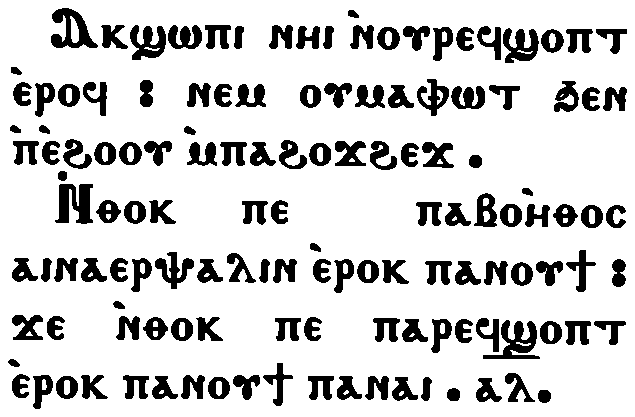 Ⲁⲕϣⲱⲡⲓ ⲛⲏⲓ ⲛ̀ⲟⲩⲣⲉϥϣⲟⲡⲧ
ⲉ̀ⲣⲟϥ : ⲛⲉⲙ ⲟⲩⲙⲁⲫⲱⲧ ϧⲉⲛ
ⲡ̀ⲉ̀ϩⲟⲟⲩ ⲙ̀ⲡⲁϩⲟϫϩⲉϫ .
Ⲛ̇ⲑⲟⲕ ⲡⲉ ⲡⲁⲃⲟⲏ̀ⲑⲟⲥ
ⲁⲓⲛⲁⲉⲣⲯⲁⲗⲓⲛ ⲉ̀ⲣⲟⲕ ⲡⲁⲛⲟⲩϯ :
ϫⲉ ⲛ̀ⲑⲟⲕ ⲡⲉ ⲡⲁⲣⲉϥϣⲟⲡⲧ
ⲉ̀ⲣⲟⲕ ⲡⲁⲛⲟⲩϯ ⲡⲁⲛⲁⲓ . ⲁⲗ.